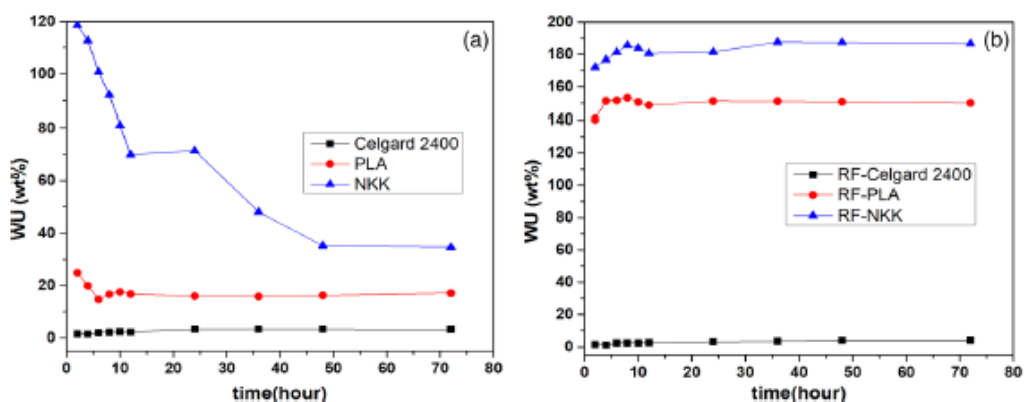 (a)
WU (wt%)
120
100
80
60
40
20
0
Celgard 2400
PLA
NKK
0 10 20 30 40 50 60 70 80
time(hour)
(b)
WU (wt%)
200
180
160
140
120
100
80
60
40
20
0
RF-Celgard 2400
RF-PLA
RF-NKK
0 10 20 30 40 50 60 70 80
time(hour)